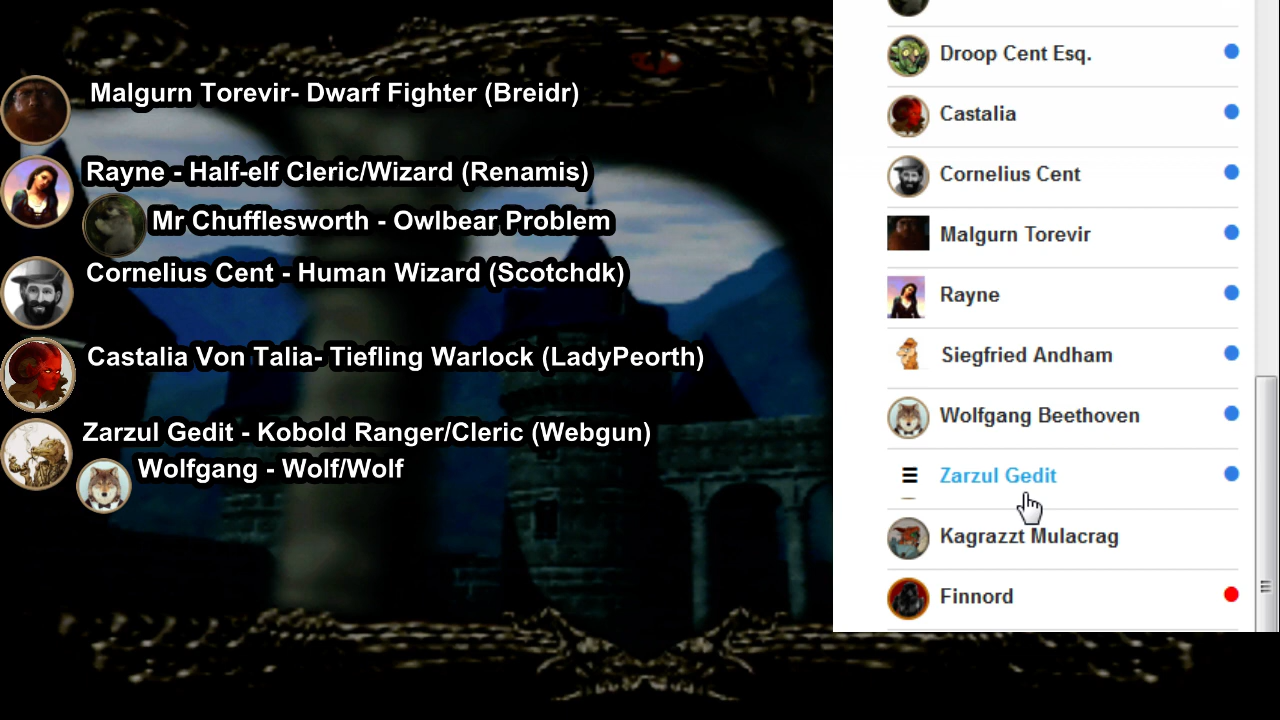 Malgurn Torevir- Dwarf Fighter (Breidr)
Rayne - Half-elf Cleric/Wizard (Renamis)
Mr Chufflesworth - Owlbear Problem
Cornelius Cent - Human Wizard (Scotchdk)
Castalia Von Talia- Tiefling Warlock (LadyPeorth)
Zarzul Gedit - Kobold Ranger/Cleric (Webgun)
Wolfgang - Wolf/Wolf
Droop Cent Esq.
Castalia
Cornelius Cent
Malgurn Torevir
Rayne
Siegfried Andham
Wolfgang Beethoven
Zarzul Gedit
Kagrazzt Mulacrag
Finnord